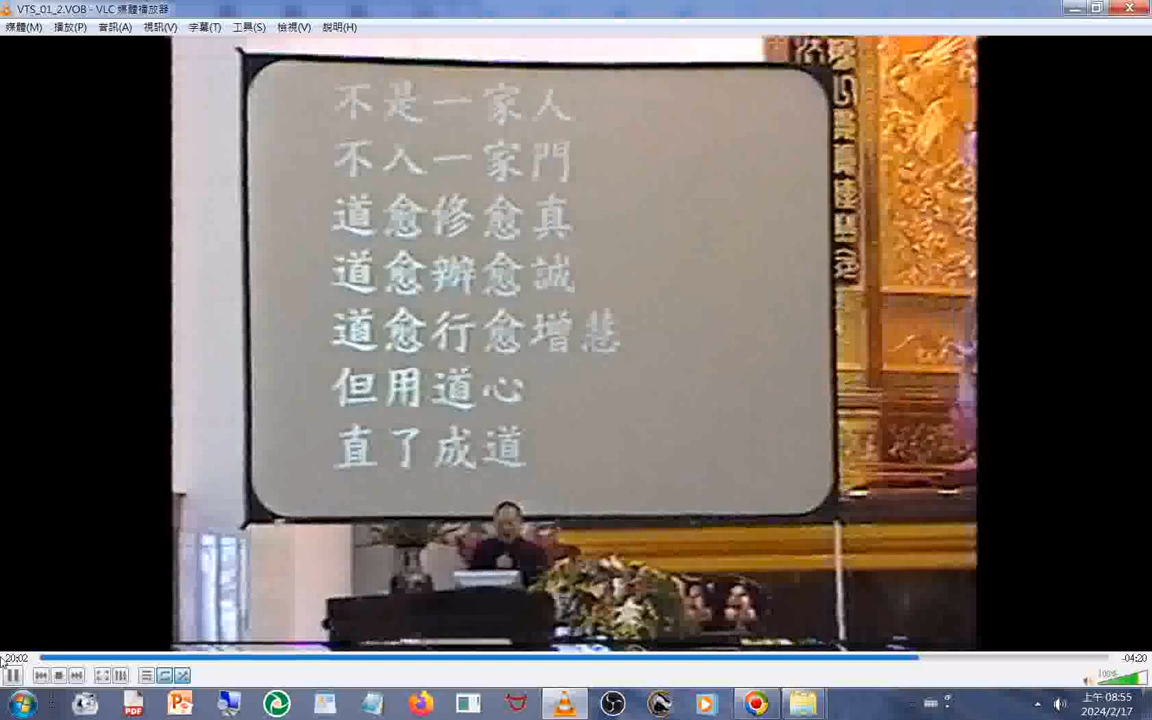 VTS_01_2.VOB - VLC 媒體播放器
媒體(M) 播放(P) 音訊(A) 視訊(V) 字幕(T) 工具(S) 檢視(V) 說明(H)
不是一家人
不入一家門
道愈修愈真
道愈辦愈誠
道愈行愈增慧
但用道心
直了成道
20:02
-04:20
100%
PDF
上午 08:55
2024/2/17